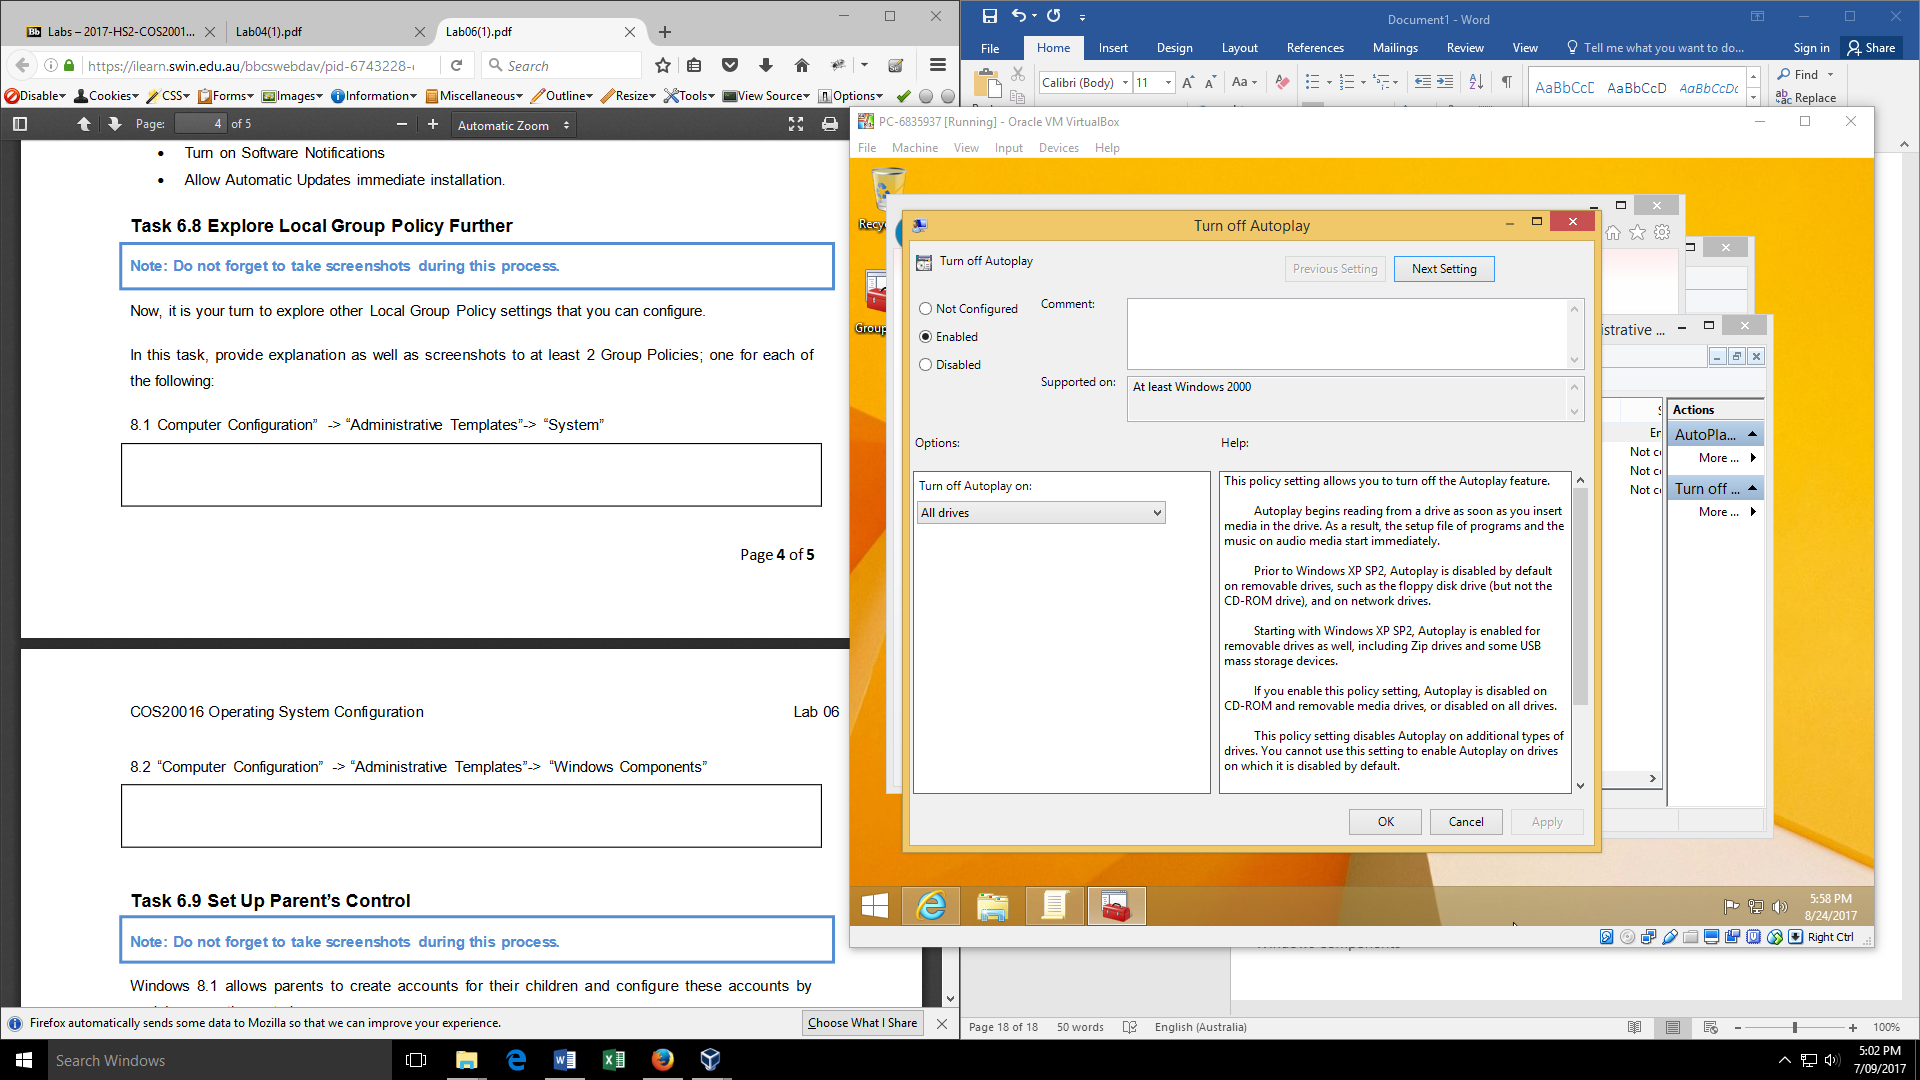 Labs – 2017-HS2-COS2001...
Lab04(1).pdf
Lab06(1).pdf
https://ilearn.swin.edu.au/bbcswebdav/pid-6743228-
Search
Disable
Cookies
CSS
Forms
Images
Information
Miscellaneous
Outline
Resize
Tools
View Source
Options
Page:
4
of 5
Automatic Zoom
• Turn on Software Notifications
• Allow Automatic Updates immediate installation.
Task 6.8 Explore Local Group Policy Further
Note: Do not forget to take screenshots during this process.
Now, it is your turn to explore other Local Group Policy settings that you can configure.
In this task, provide explanation as well as screenshots to at least 2 Group Policies; one for each of
the following:
8.1 Computer Configuration” -> “Administrative Templates”-> “System”
Page 4 of 5
COS20016 Operating System Configuration
Lab 06
8.2 “Computer Configuration” -> “Administrative Templates”-> “Windows Components”
Task 6.9 Set Up Parent’s Control
Note: Do not forget to take screenshots during this process.
Windows 8.1 allows parents to create accounts for their children and configure these accounts by
Firefox automatically sends some data to Mozilla so that we can improve your experience.
Choose What I Share
Document1 - Word
File
Home
Insert
Design
Layout
References
Mailings
Review
View
Tell me what you want to do...
Sign in
Share
Calibri (Body)
11
Aa
AaBbCcDc
AaBbCcD
AaBbCcDc
Find
Replace
PC-6835937 [Running] - Oracle VM VirtualBox
File
Machine
View
Input
Devices
Help
Recy
Group
Turn off Autoplay
Turn off Autoplay
Previous Setting
Next Setting
Not Configured
Enabled
Disabled
Comment:
Supported on:
At least Windows 2000
Options:
Help:
Turn off Autoplay on:
All drives
This policy setting allows you to turn off the Autoplay feature.
Autoplay begins reading from a drive as soon as you insert
media in the drive. As a result, the setup file of programs and the
music on audio media start immediately.
Prior to Windows XP SP2, Autoplay is disabled by default
on removable drives, such as the floppy disk drive (but not the
CD-ROM drive), and on network drives.
Starting with Windows XP SP2, Autoplay is enabled for
removable drives as well, including Zip drives and some USB
mass storage devices.
If you enable this policy setting, Autoplay is disabled on
CD-ROM and removable media drives, or disabled on all drives.
This policy setting disables Autoplay on additional types of
drives. You cannot use this setting to enable Autoplay on drives
on which it is disabled by default.
OK
Cancel
Apply
istrative ...
S
En
Not c
Not c
Not c
Actions
AutoPla...
More ...
Turn off ...
More ...
5:58 PM
8/24/2017
Right Ctrl
Page 18 of 18
50 words
English (Australia)
100%
Search Windows
5:02 PM
7/09/2017